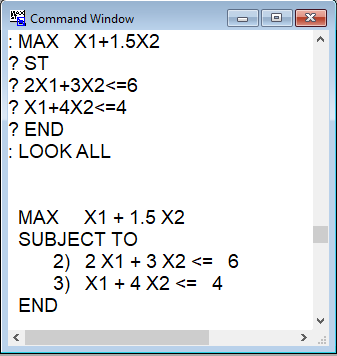 Command Window
: MAX   X1+1.5X2
? ST
? 2X1+3X2<=6
? X1+4X2<=4
? END
: LOOK ALL
MAX     X1 + 1.5 X2
SUBJECT TO
2)   2 X1 + 3 X2 <=   6
3)   X1 + 4 X2 <=   4
END